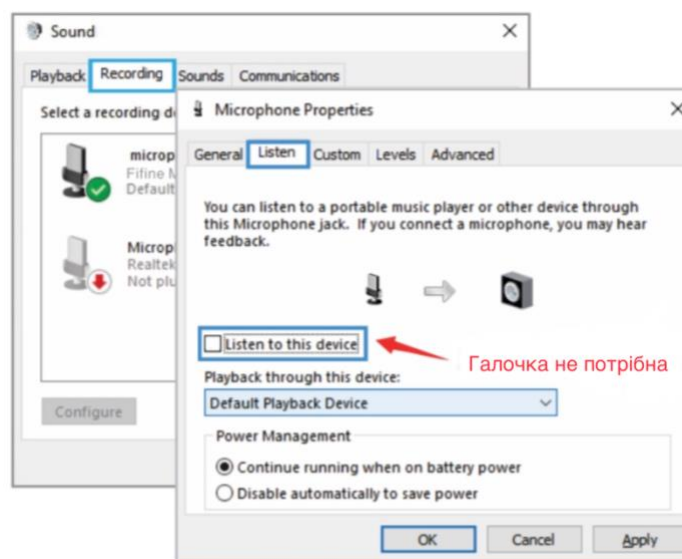 Sound
Playback Recording Sounds Communications
Select a recording
Fifine
Default
Microp
Realtek
Not
Configure
Microphone Properties
General Listen Custom Levels Advanced
You can listen to a portable music player or other device through
this Microphone jack. If you connect a microphone, you may hear
feedback.
Listen to this device
Галочка не потрібна
Playback through this device:
Default Playback Device
Power Management
Continue running when on battery power
Disable automatically to save power
OK Cancel Apply